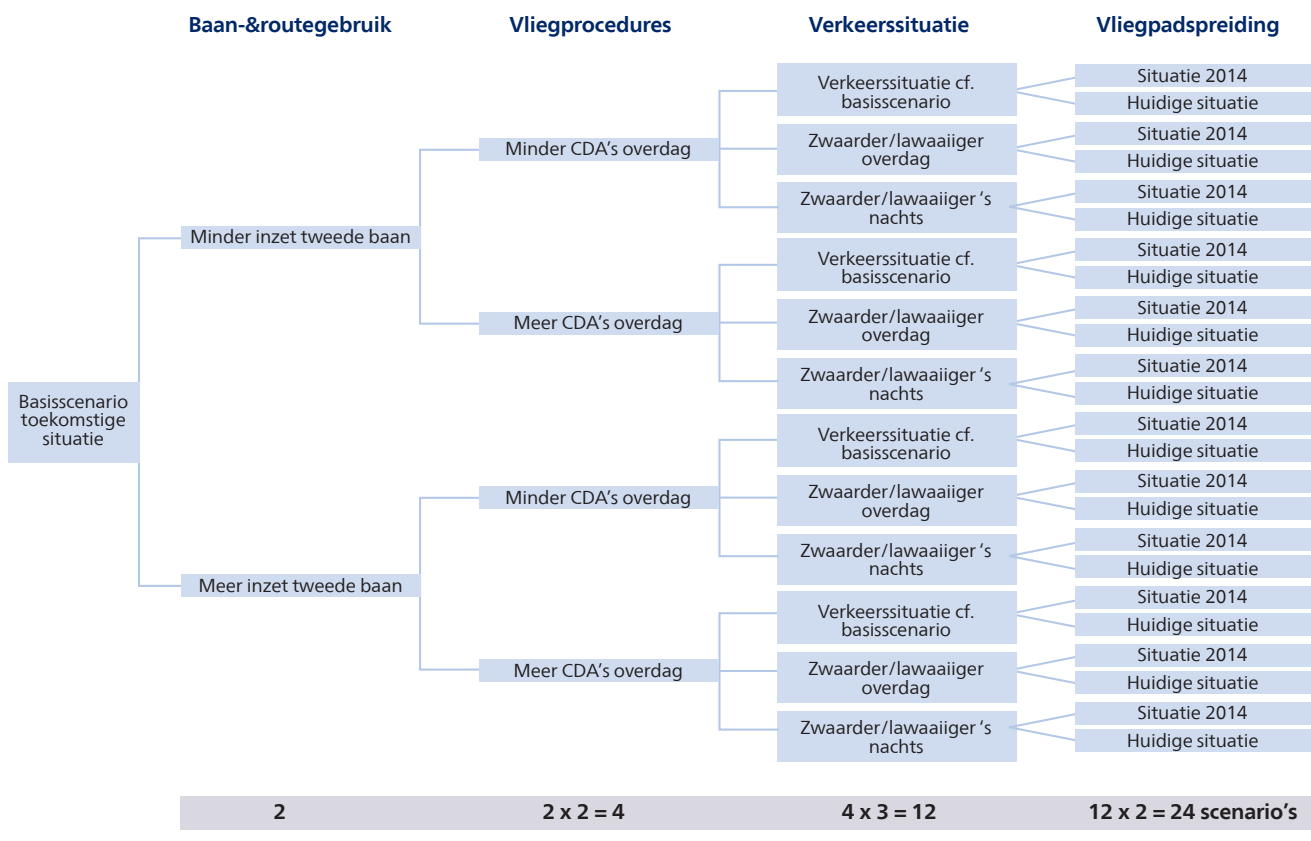 Baan-&routegebruik
Vliegprocedures
Verkeerssituatie
Vliegpadspreiding
Basisscenario
toekomstige
situatie
Minder inzet tweede baan
Minder CDA's overdag
Verkeerssituatie cf.
basisscenario
Situatie 2014
Huidige situatie
Zwaarder/lawaaiiger
overdag
Situatie 2014
Huidige situatie
Zwaarder/lawaaiiger 's
nachts
Situatie 2014
Huidige situatie
Meer CDA's overdag
Verkeerssituatie cf.
basisscenario
Situatie 2014
Huidige situatie
Zwaarder/lawaaiiger
overdag
Situatie 2014
Huidige situatie
Zwaarder/lawaaiiger 's
nachts
Situatie 2014
Huidige situatie
Meer inzet tweede baan
Minder CDA's overdag
Verkeerssituatie cf.
basisscenario
Situatie 2014
Huidige situatie
Zwaarder/lawaaiiger
overdag
Situatie 2014
Huidige situatie
Zwaarder/lawaaiiger 's
nachts
Situatie 2014
Huidige situatie
Meer CDA's overdag
Verkeerssituatie cf.
basisscenario
Situatie 2014
Huidige situatie
Zwaarder/lawaaiiger
overdag
Situatie 2014
Huidige situatie
Zwaarder/lawaaiiger 's
nachts
Situatie 2014
Huidige situatie
2
2 x 2 = 4
4 x 3 = 12
12 x 2 = 24 scenario's